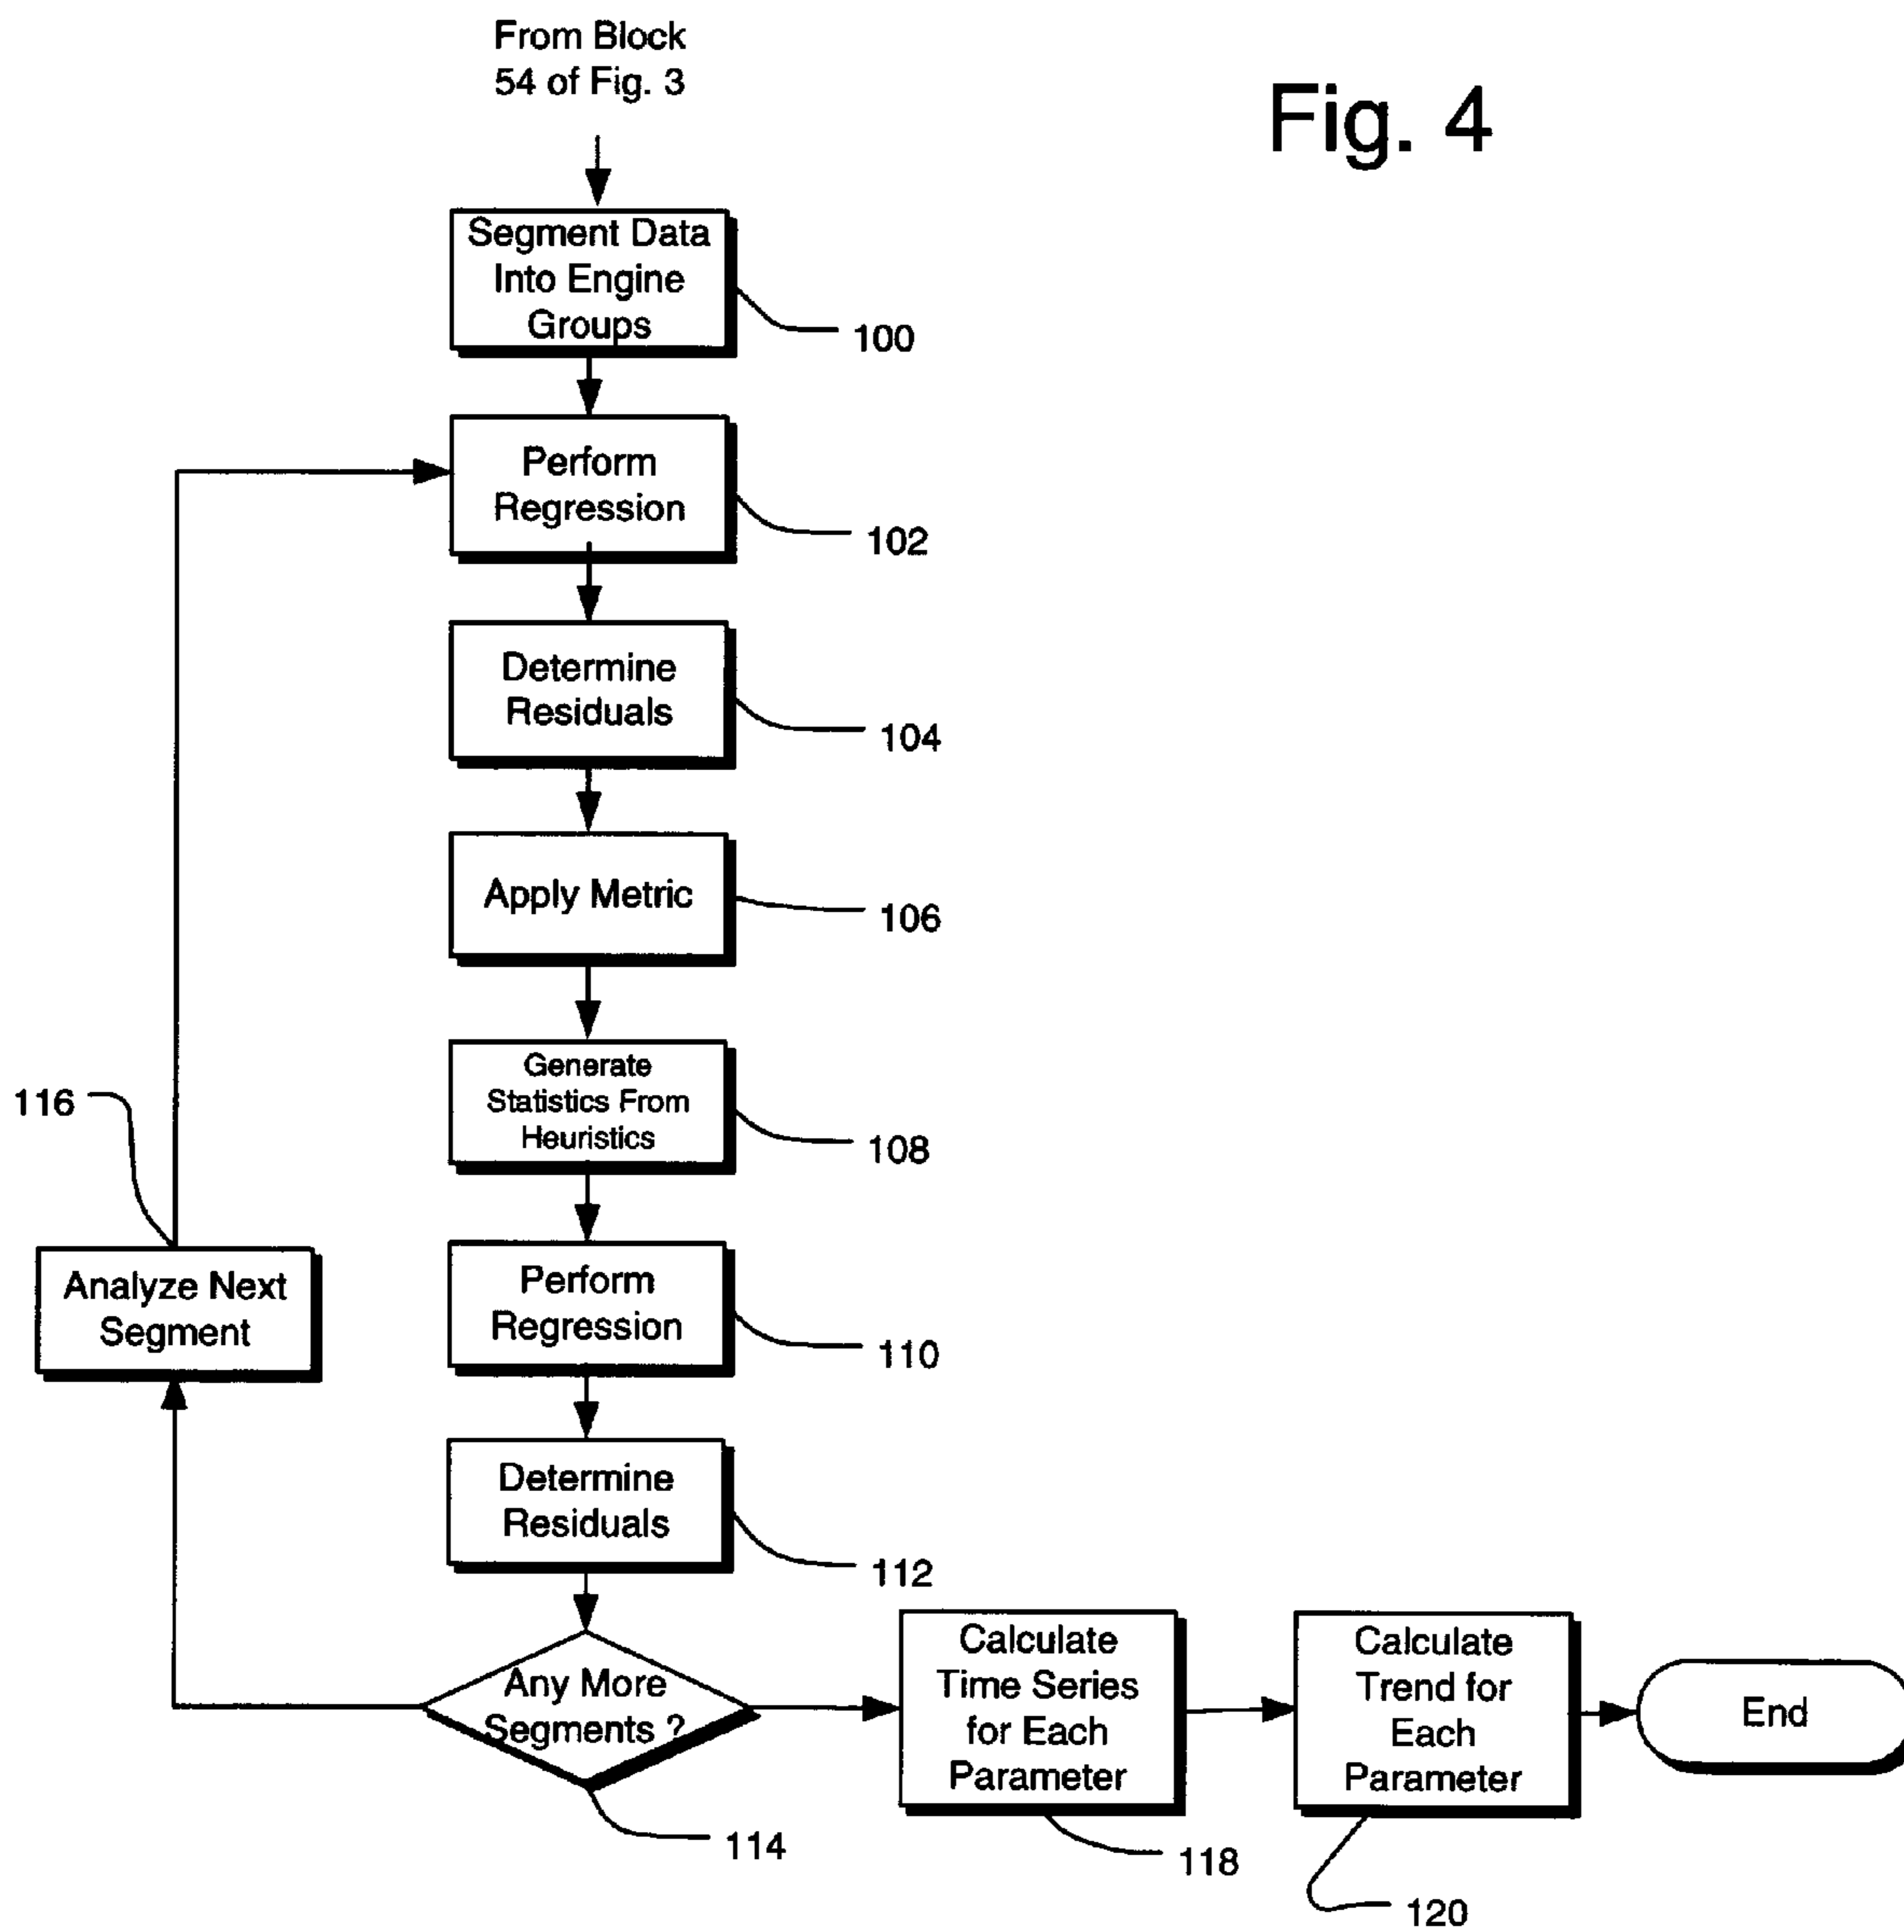 From Block
54 of Fig. 3
Fig. 4
Segment Data
Into Engine
Groups
100
Perform
Regression
102
Determine
Residuals
104
Apply Metric
106
Generate
Statistics From
Heuristics
108
116
Analyze Next
Segment
Perform
Regression
110
Determine
Residuals
112
Any More
Segments ?
114
Calculate
Time Series
for Each
Parameter
118
Calculate
Trend for
Each
Parameter
120
End